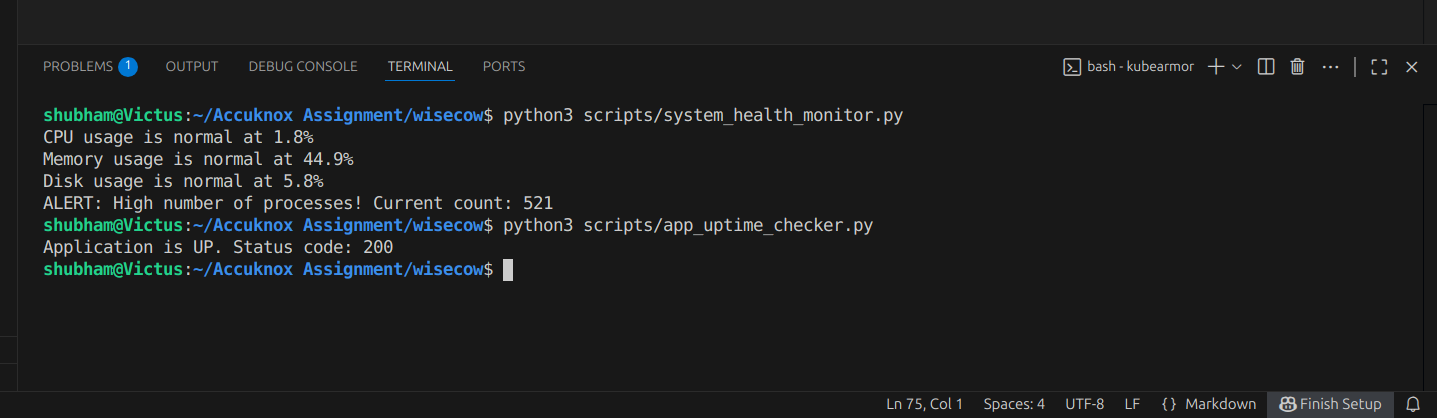 PROBLEMS 1 OUTPUT DEBUG CONSOLE TERMINAL PORTS bash - kubearmor
shubham@Victus:~/Accuknox Assignment/wisecow$ python3 scripts/system_health_monitor.py
CPU usage is normal at 1.8%
Memory usage is normal at 44.9%
Disk usage is normal at 5.8%
ALERT: High number of processes! Current count: 521
shubham@Victus:~/Accuknox Assignment/wisecow$ python3 scripts/app_uptime_checker.py
Application is UP. Status code: 200
shubham@Victus:~/Accuknox Assignment/wisecow$
Ln 75, Col 1 Spaces: 4 UTF-8 LF {} Markdown Finish Setup